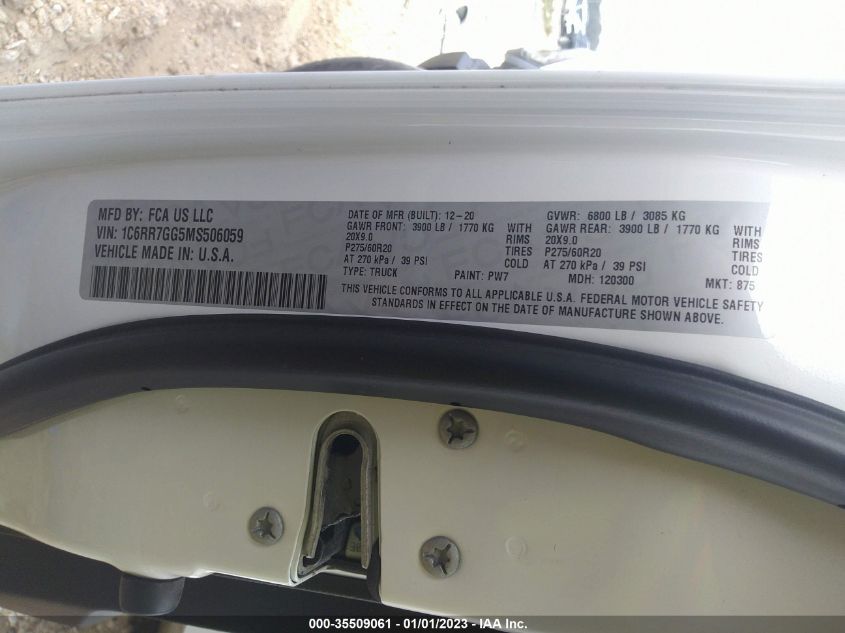 MFD BY: FCA US LLC
VIN: 1C6RR7GG5MS506059
VEHICLE MADE IN: U.S.A.
DATE OF MFR (BUILT): 12-20
GAWR FRONT: 3900 LB / 1770 KG WITH
20X9.0 RIMS
P275/60R20 TIRES
AT 270 kPa / 39 PSI COLD
TYPE: TRUCK PAINT: PW7
GVWR: 6800 LB / 3085 KG
GAWR REAR: 3900 LB / 1770 KG WITH
20X9.0 RIMS
P275/60R20 TIRES
AT 270 kPa / 39 PSI COLD
MDH: 120300 MKT: 875
THIS VEHICLE CONFORMS TO ALL APPLICABLE U.S.A. FEDERAL MOTOR VEHICLE SAFETY
STANDARDS IN EFFECT ON THE DATE OF MANUFACTURE SHOWN ABOVE.
000-35509061 - 01/01/2023 - IAA Inc.